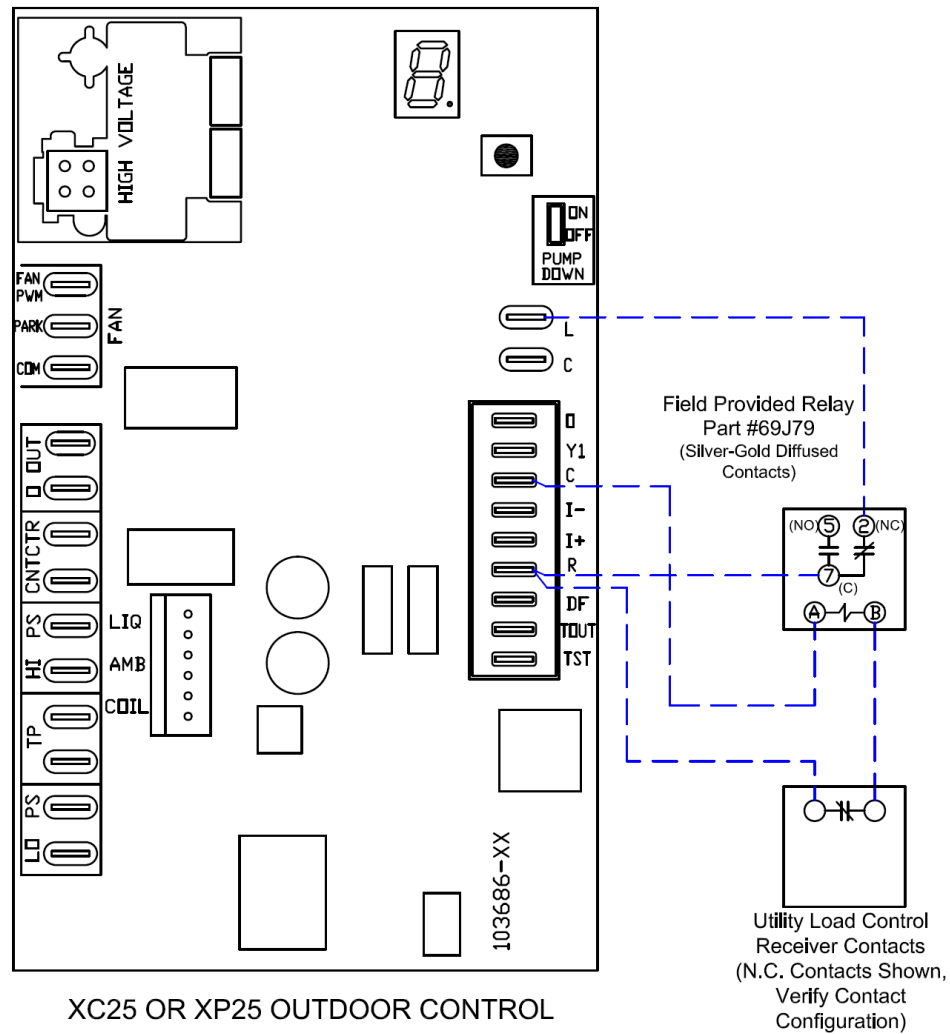 HIGH VOLTAGE
8.
ON
OFF
PUMP
DOWN
FAN
PWM
PARK
COM
FAN
L
C
O
Y1
C
I-
I+
R
DF
TOUT
TST
O OUT
CNTCTR
HI PS
TP
LO PS
LIQ
AMB
COIL
103686-XX
Field Provided Relay
Part #69J79
(Silver-Gold Diffused
Contacts)
(NO) 5 2 (NC)
7
(C)
A B
Utility Load Control
Receiver Contacts
(N.C. Contacts Shown,
Verify Contact
Configuration)
XC25 OR XP25 OUTDOOR CONTROL